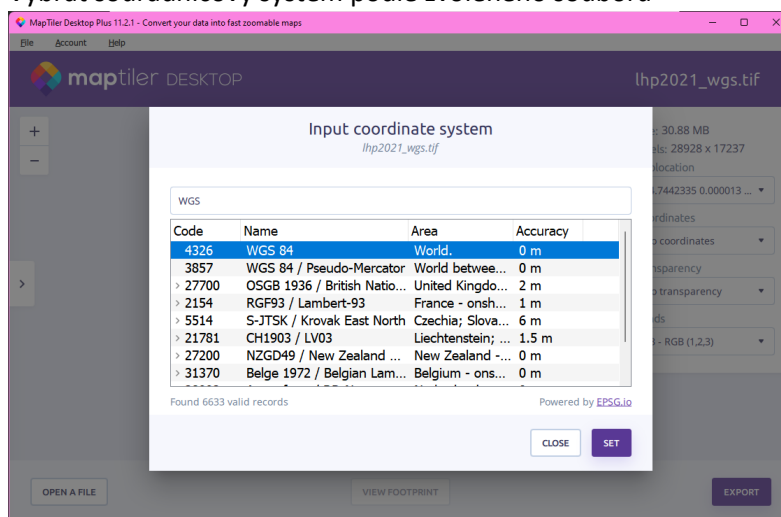 MapTiler Desktop Plus 11.2.1 - Convert your data into fast zoomable maps
File Account Help
maptiler DESKTOP
lhp2021_wgs.tif
Input coordinate system
lhp2021_wgs.tif
: 30.88 MB
els: 28928 x 17237
location
WGS
.7442335 0.000013 ...
Code Name Area Accuracy
rdinates
4326 WGS 84 World. 0 m
o coordinates
3857 WGS 84 / Pseudo-Mercator World betwee... 0 m
nsparency
27700 OSGB 1936 / British Natio... United Kingdo... 2 m
o transparency
2154 RGF93 / Lambert-93 France - onsh... 1 m
5514 S-JTSK / Krovak East North Czechia; Slova... 6 m
ds
21781 CH1903 / LV03 Liechtenstein; ... 1.5 m
- RGB (1,2,3)
27200 NZGD49 / New Zealand ... New Zealand -... 0 m
31370 Belge 1972 / Belgian Lam... Belgium - ons... 0 m
Found 6633 valid records Powered by EPSG.io
CLOSE SET
OPEN A FILE VIEW FOOTPRINT EXPORT